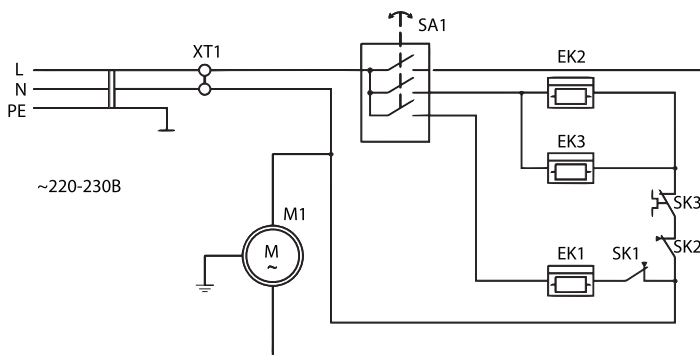 SA1
XT1
EK2
L
N
PE
EK3
~220-230В
SK3
M1
SK2
M
~
EK1
SK1